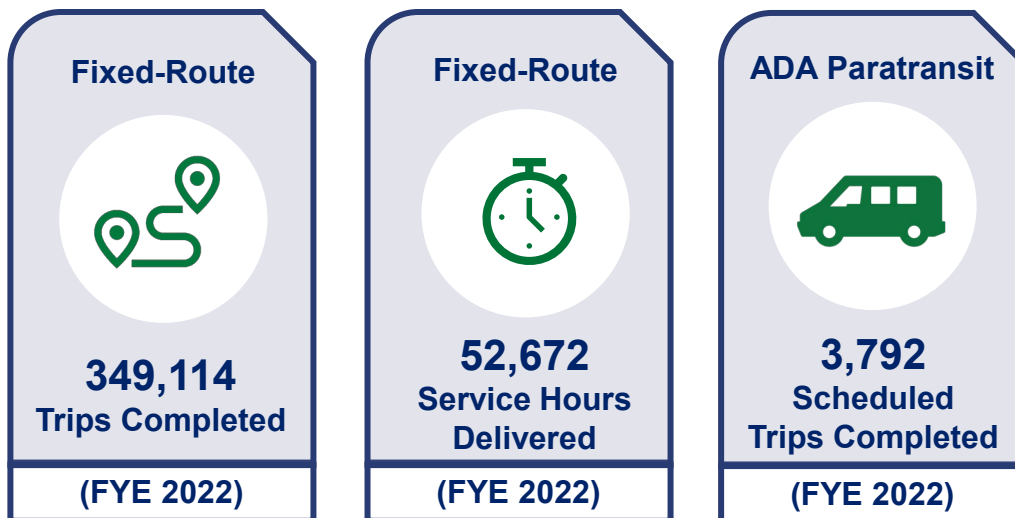 Fixed-Route
349,114
Trips Completed
(FYE 2022)
Fixed-Route
52,672
Service Hours
Delivered
(FYE 2022)
ADA Paratransit
3,792
Scheduled
Trips Completed
(FYE 2022)